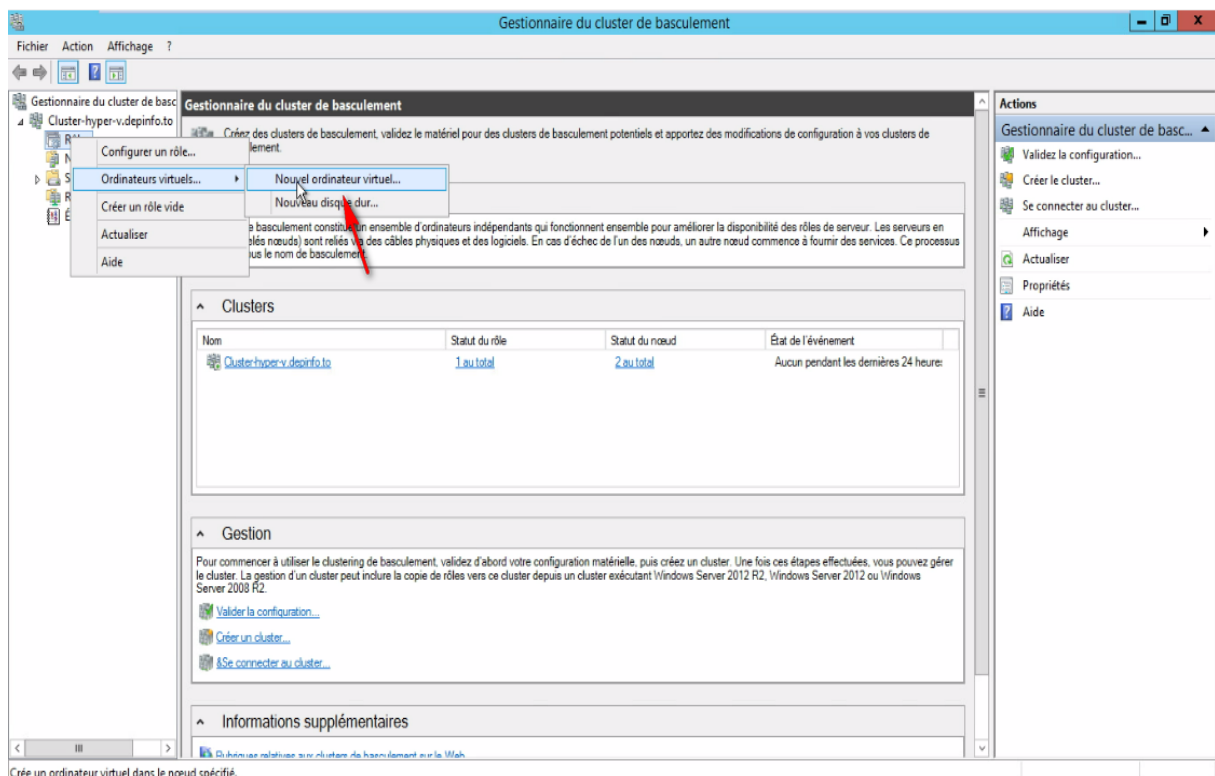 Gestionnaire du cluster de basculement
Fichier Action Affichage ?
Gestionnaire du cluster de basc
Cluster-hyper-v.depinfo.to
Configurer un rôle...
Ordinateurs virtuels...
Créer un rôle vide
Actualiser
Aide
Nouvel ordinateur virtuel...
Nouveau disque dur...
Gestionnaire du cluster de basculement
Créez des clusters de basculement, validez le matériel pour des clusters de basculement potentiels et apportez des modifications de configuration à vos clusters de
lement.
e basculement constitue un ensemble d'ordinateurs indépendants qui fonctionnent ensemble pour améliorer la disponibilité des rôles de serveur. Les serveurs en
elés nœuds) sont reliés via des câbles physiques et des logiciels. En cas d'échec de l'un des nœuds, un autre nœud commence à fournir des services. Ce processus
ous le nom de basculement.
Clusters
Nom Statut du rôle Statut du nœud État de l'événement
Cluster-hyper-v.depinfo.to 1 au total 2 au total Aucun pendant les dernières 24 heure:
Gestion
Pour commencer à utiliser le clustering de basculement, validez d'abord votre configuration matérielle, puis créez un cluster. Une fois ces étapes effectuées, vous pouvez gérer
le cluster. La gestion d'un cluster peut inclure la copie de rôles vers ce cluster depuis un cluster exécutant Windows Server 2012 R2, Windows Server 2012 ou Windows
Server 2008 R2.
Valider la configuration...
Créer un cluster...
&Se connecter au cluster...
Informations supplémentaires
Rubriques relatives aux clusters de basculement sur le Web
Actions
Gestionnaire du cluster de basc...
Validez la configuration...
Créer le cluster...
Se connecter au cluster...
Affichage
Actualiser
Propriétés
Aide
Crée un ordinateur virtuel dans le nœud spécifié.